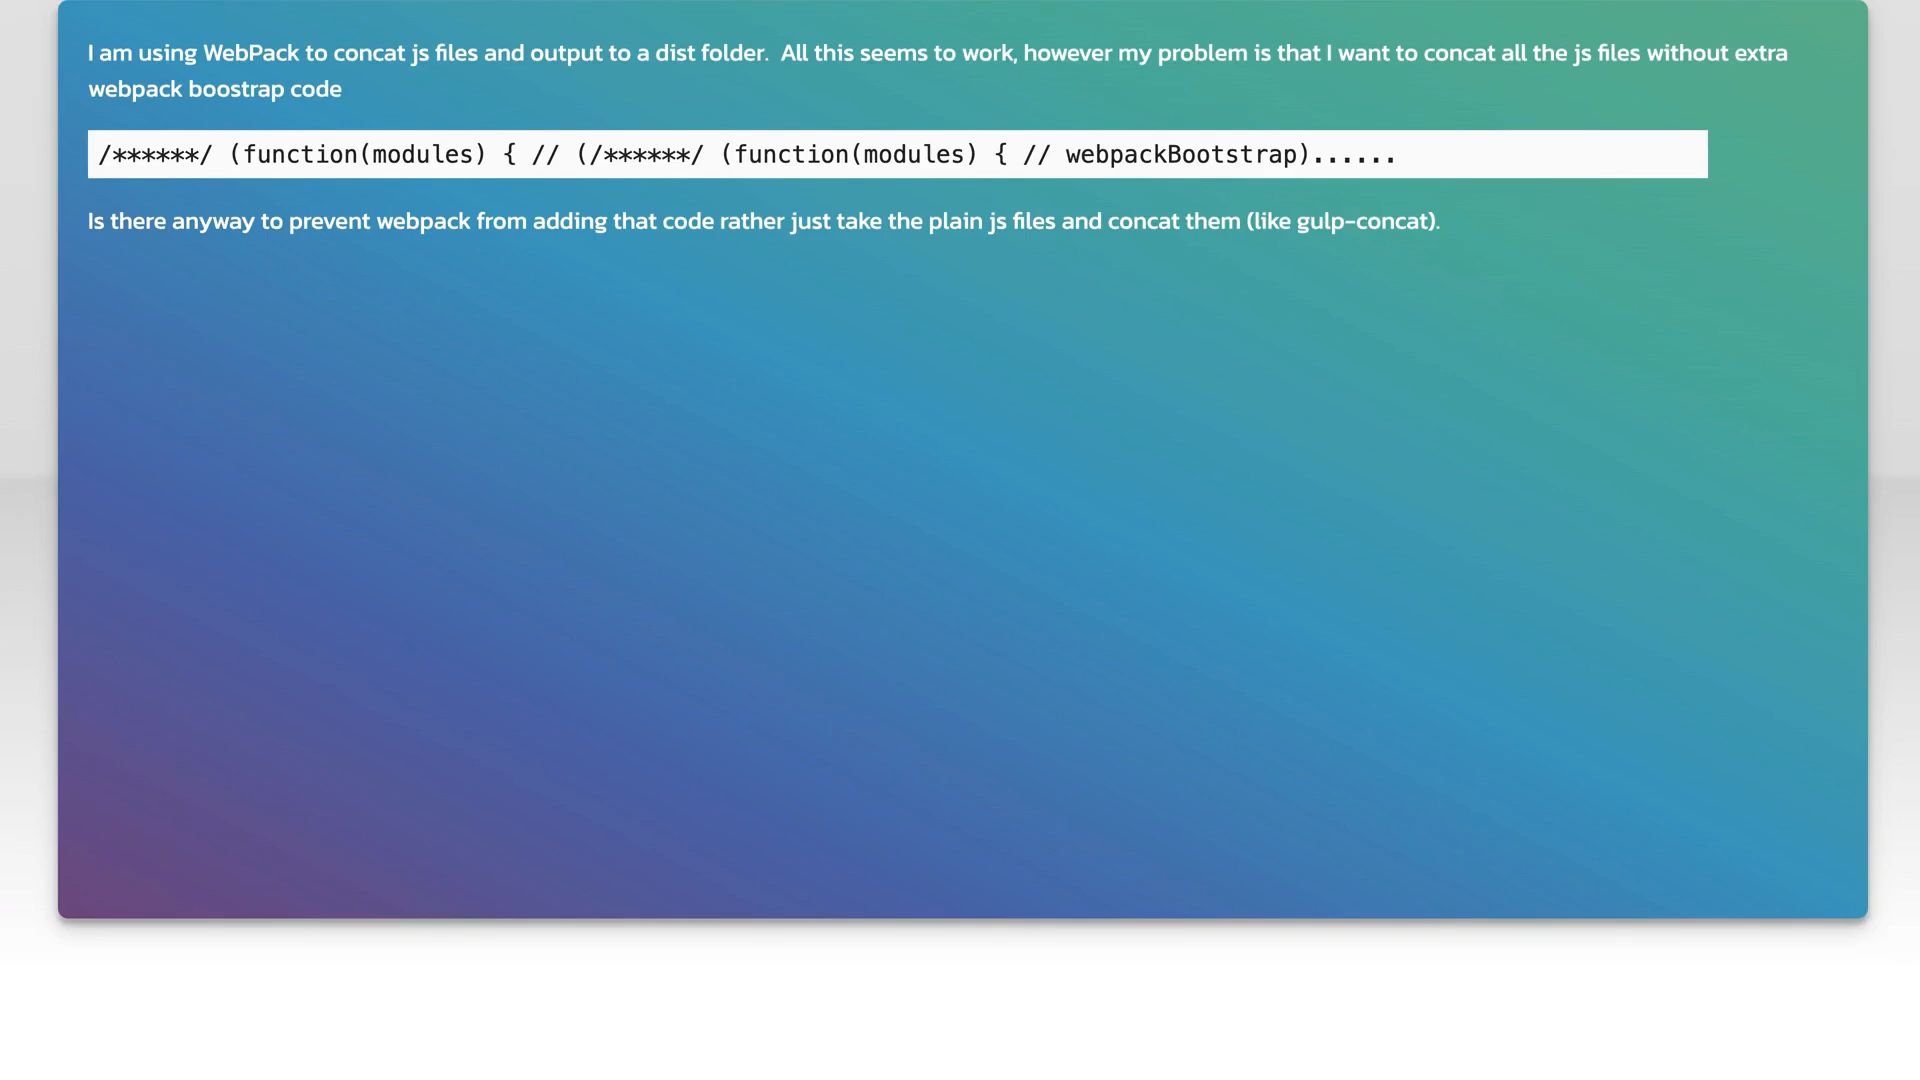 I am using WebPack to concat js files and output to a dist folder.  All this seems to work, however my problem is that I want to concat all the js files without extra
webpack boostrap code
/******/ (function(modules) { // (/******/ (function(modules) { // webpackBootstrap)......
Is there anyway to prevent webpack from adding that code rather just take the plain js files and concat them (like gulp-concat).